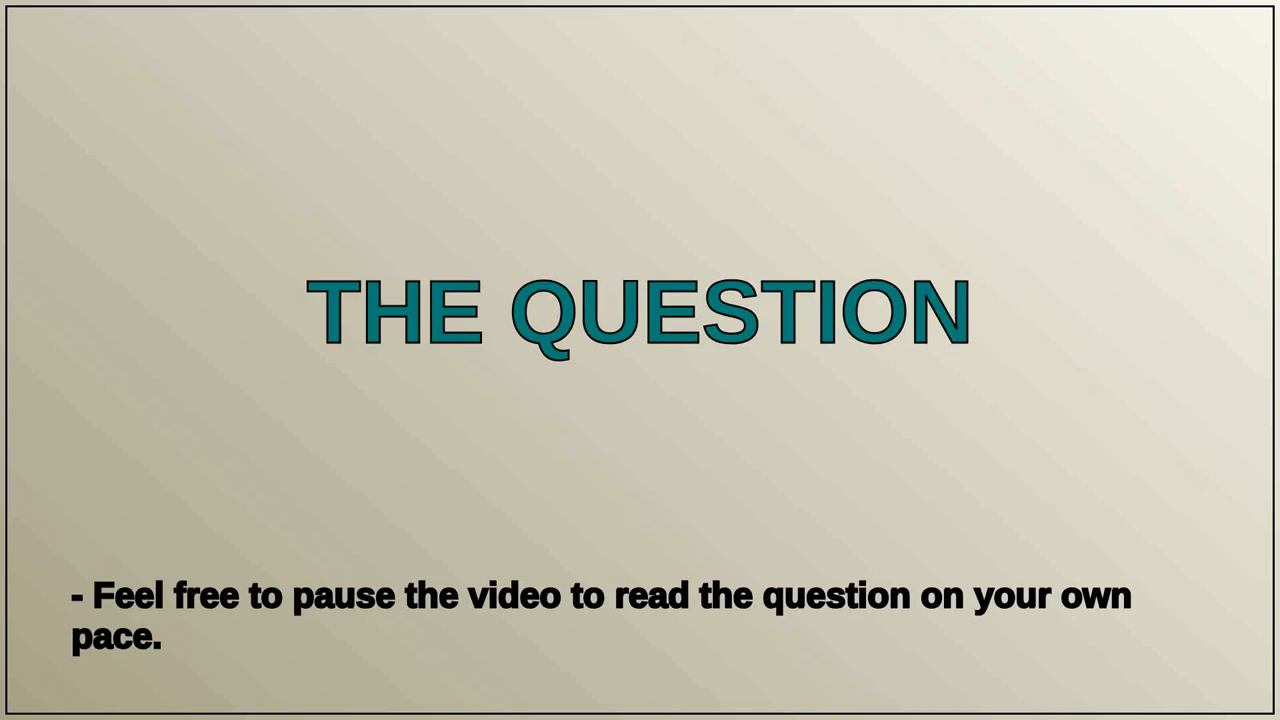 THE QUESTION
- Feel free to pause the video to read the question on your own
pace.